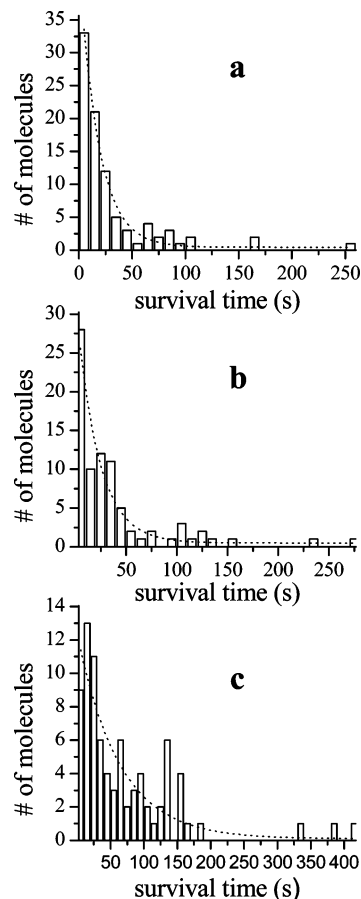 a
35
30
25
20
15
10
5
0
# of molecules
0 50 100 150 200 250
survival time (s)
b
30
25
20
15
10
5
0
# of molecules
50 100 150 200 250
survival time (s)
c
14
12
10
8
6
4
2
0
# of molecules
50 100 150 200 250 300 350 400
survival time (s)